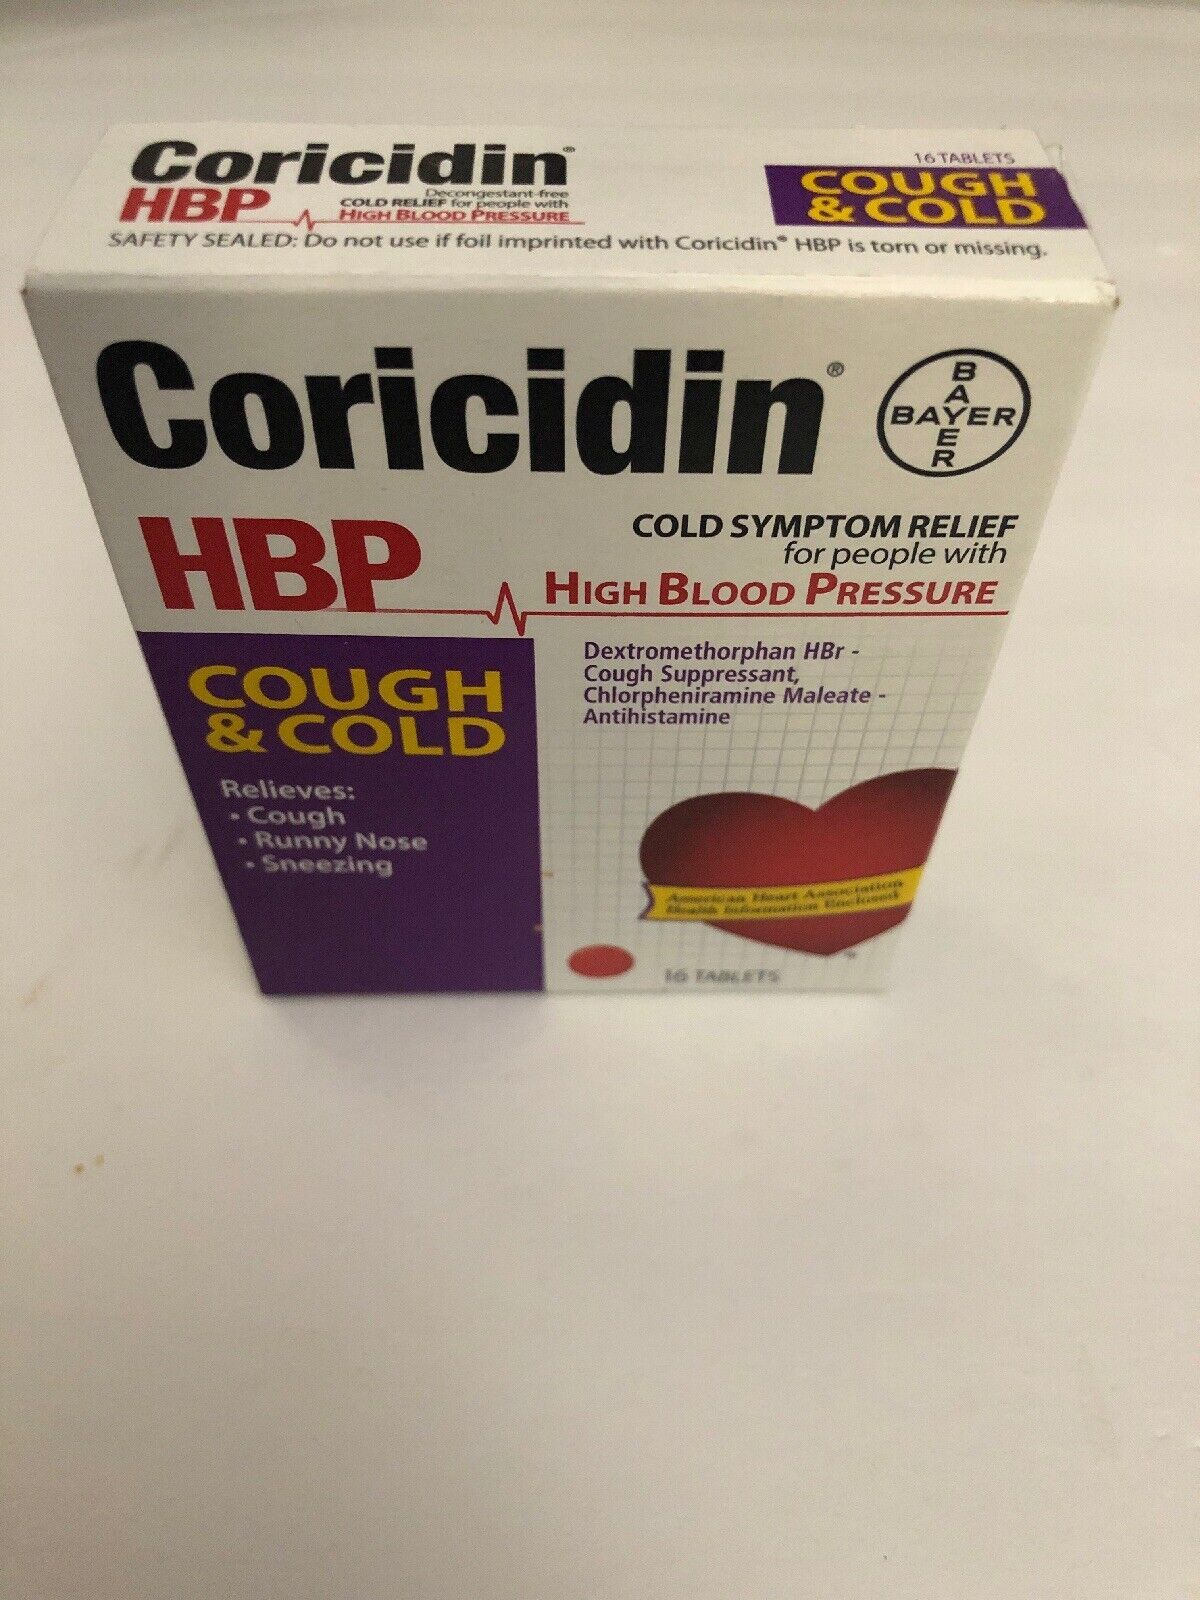 Coricidin®
HBP
Decongestant-free
COLD RELIEF for people with
HIGH BLOOD PRESSURE
16 TABLETS
COUGH
& COLD
SAFETY SEALED: Do not use if foil imprinted with Coricidin® HBP is torn or missing.
Coricidin®
BAYER
BAYER
HBP
COLD SYMPTOM RELIEF
for people with
HIGH BLOOD PRESSURE
COUGH
& COLD
Relieves:
• Cough
• Runny Nose
• Sneezing
Dextromethorphan HBr -
Cough Suppressant,
Chlorpheniramine Maleate -
Antihistamine
American Heart Association
Health Information Enclosed
16 TABLETS